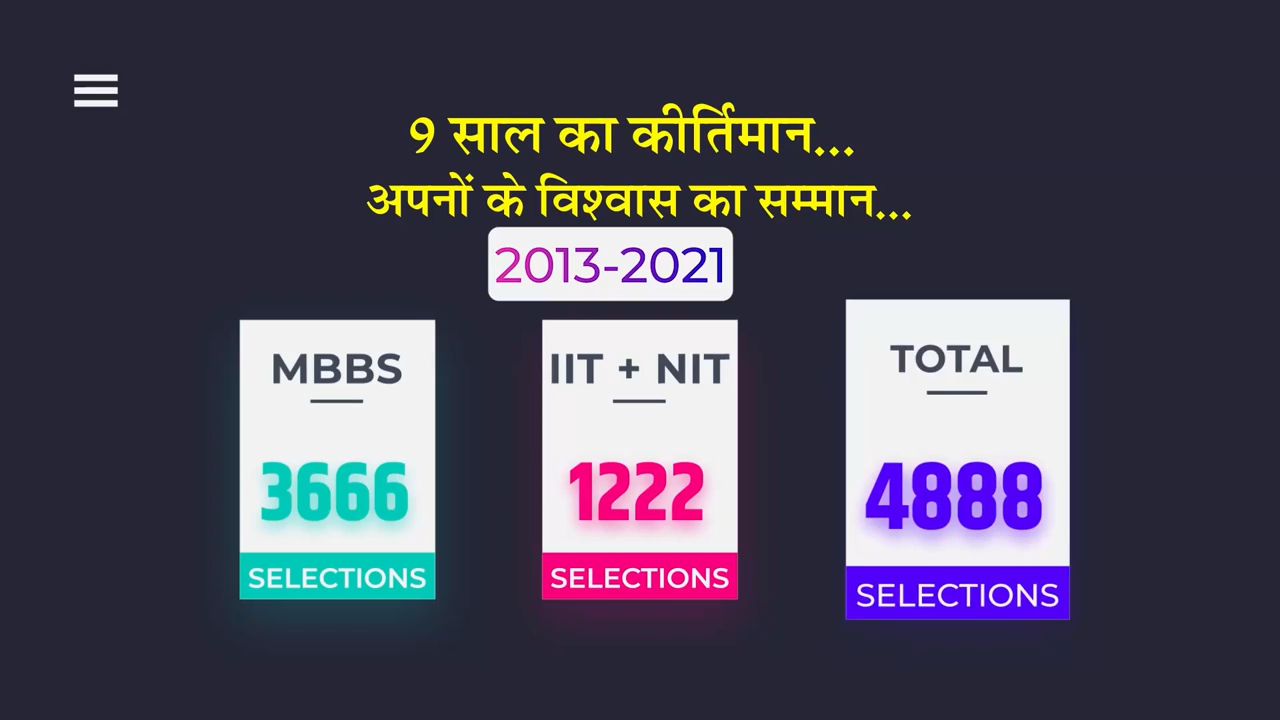 9 साल का कीर्तिमान...
अपनों के विश्वास का सम्मान...
2013-2021
MBBS
3666
SELECTIONS
IIT + NIT
1222
SELECTIONS
TOTAL
4888
SELECTIONS